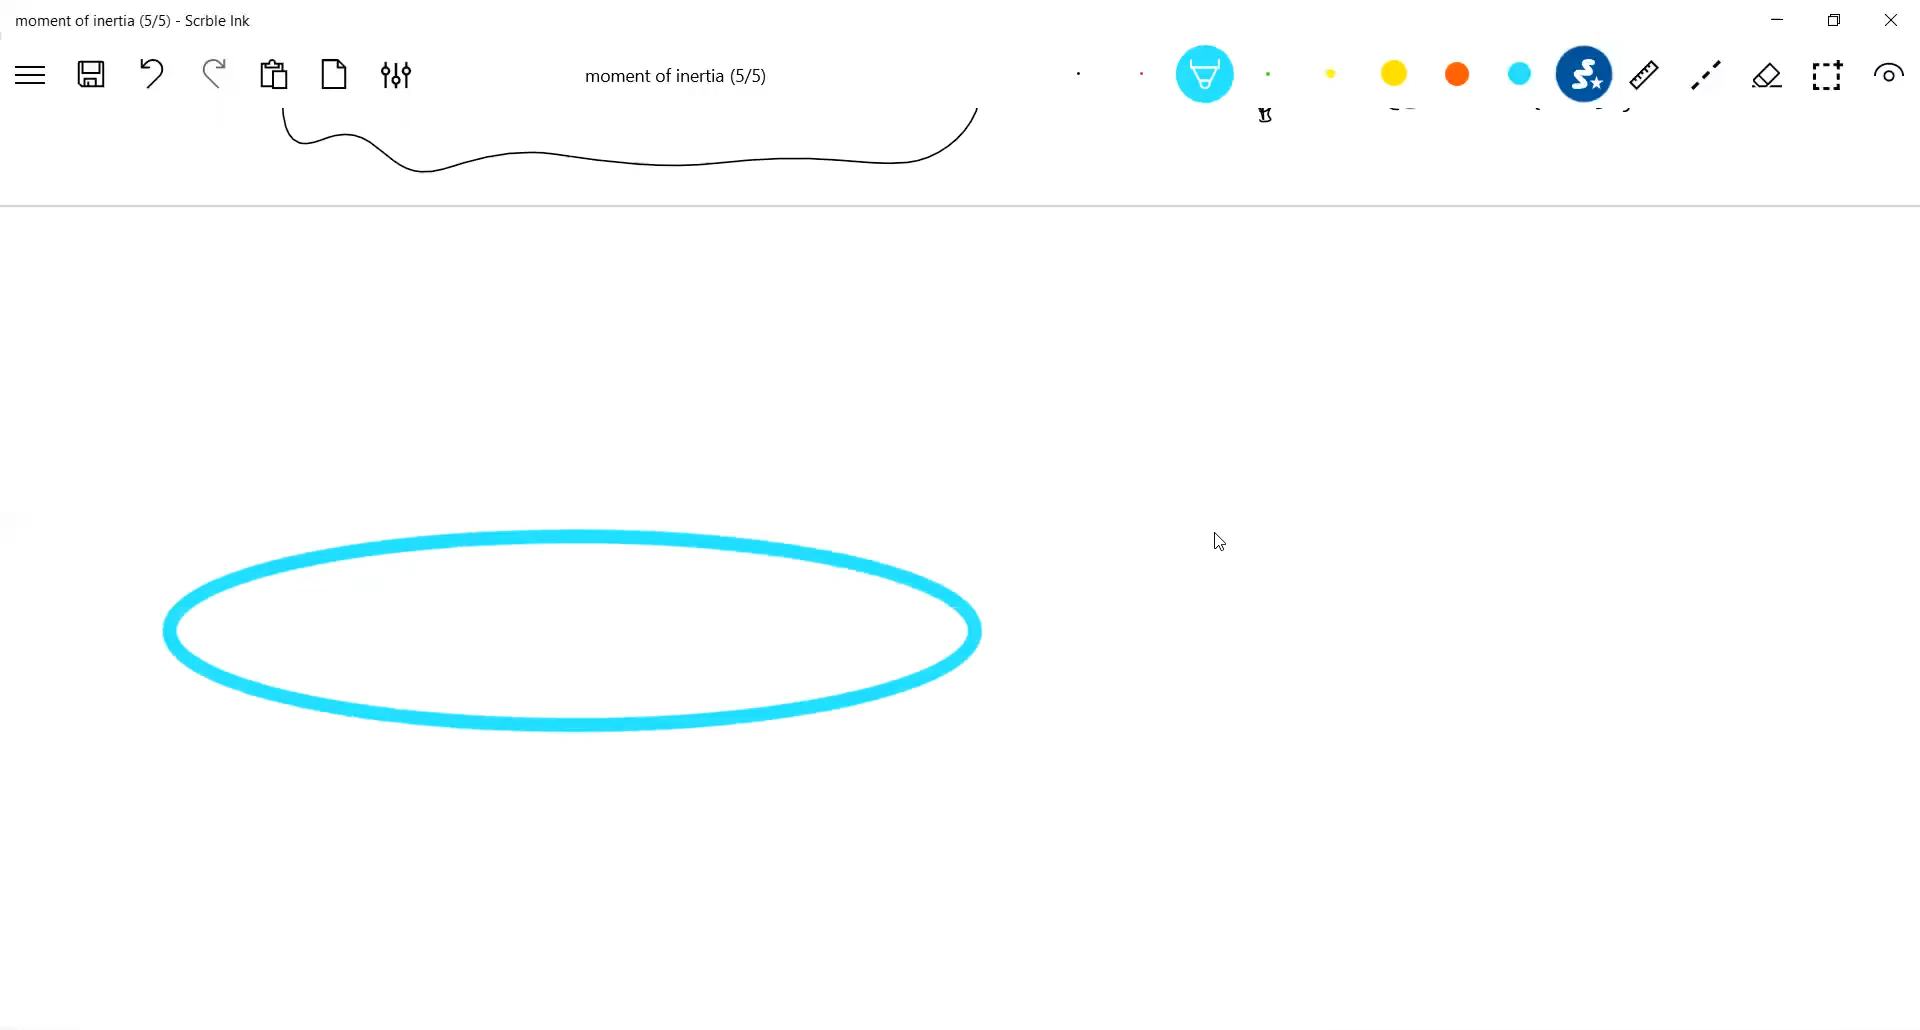 moment of inertia (5/5) - Scrble Ink
moment of inertia (5/5)